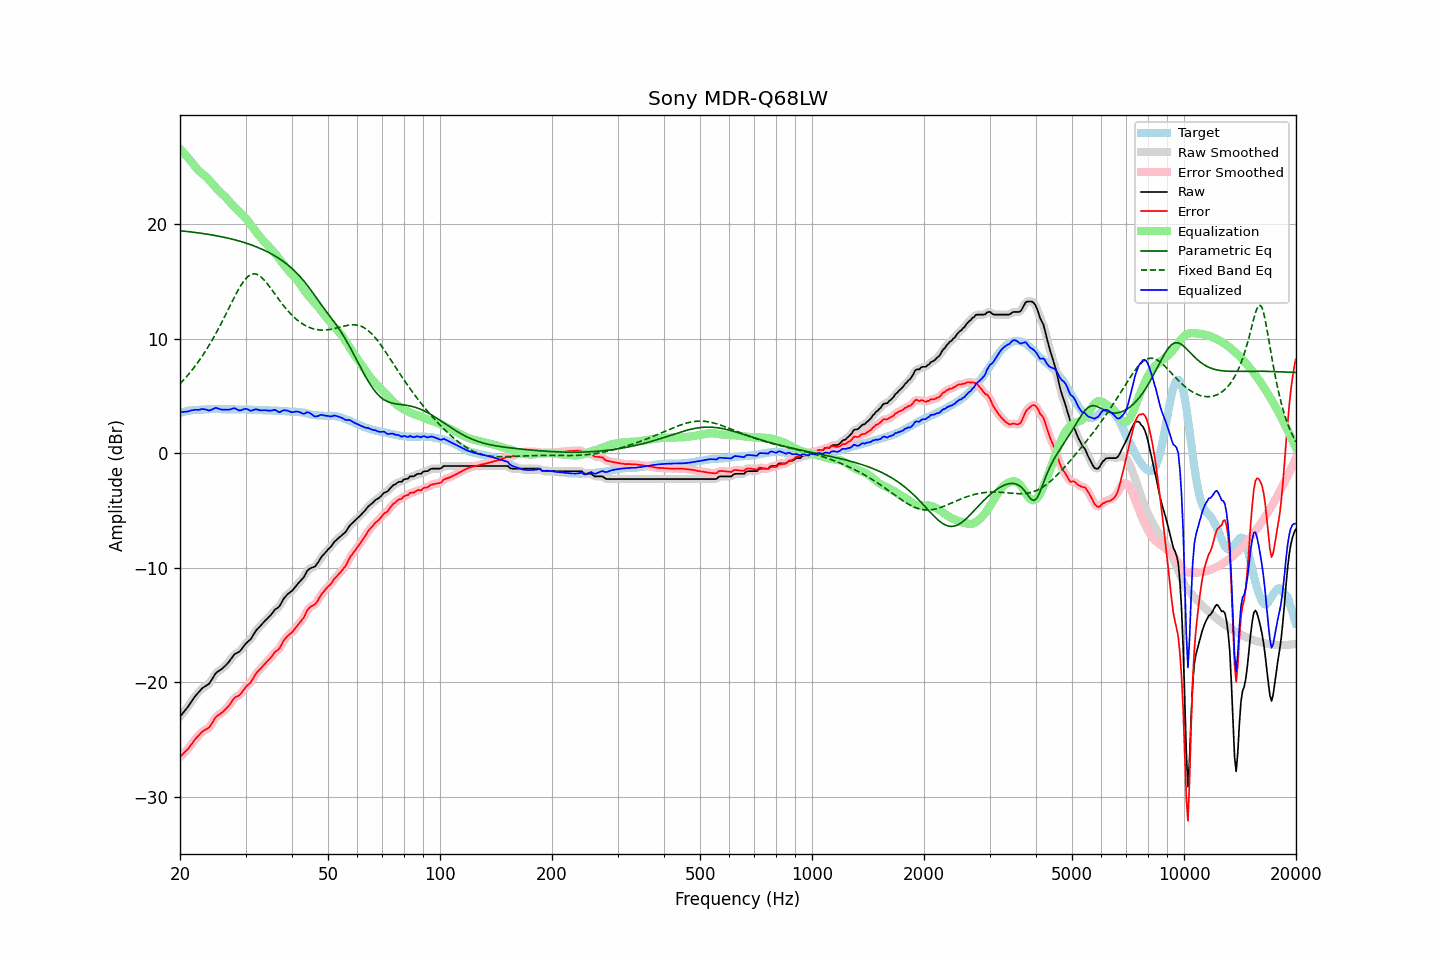 Sony MDR-Q68LW
Target
Raw Smoothed
Error Smoothed
Raw
Error
Equalization
Parametric Eq
Fixed Band Eq
Equalized
Amplitude (dBr)
20
10
0
−10
−20
−30
20
50
100
200
500
1000
2000
5000
10000
20000
Frequency (Hz)